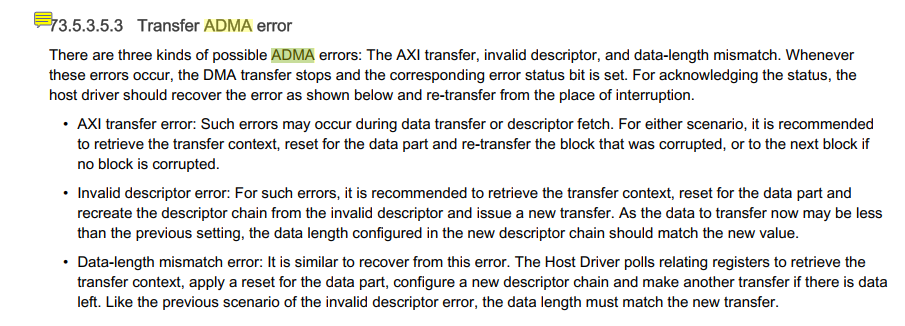 73.5.3.5.3 Transfer ADMA error
There are three kinds of possible ADMA errors: The AXI transfer, invalid descriptor, and data-length mismatch. Whenever
these errors occur, the DMA transfer stops and the corresponding error status bit is set. For acknowledging the status, the
host driver should recover the error as shown below and re-transfer from the place of interruption.
• AXI transfer error: Such errors may occur during data transfer or descriptor fetch. For either scenario, it is recommended
to retrieve the transfer context, reset for the data part and re-transfer the block that was corrupted, or to the next block if
no block is corrupted.
• Invalid descriptor error: For such errors, it is recommended to retrieve the transfer context, reset for the data part and
recreate the descriptor chain from the invalid descriptor and issue a new transfer. As the data to transfer now may be less
than the previous setting, the data length configured in the new descriptor chain should match the new value.
• Data-length mismatch error: It is similar to recover from this error. The Host Driver polls relating registers to retrieve the
transfer context, apply a reset for the data part, configure a new descriptor chain and make another transfer if there is data
left. Like the previous scenario of the invalid descriptor error, the data length must match the new transfer.